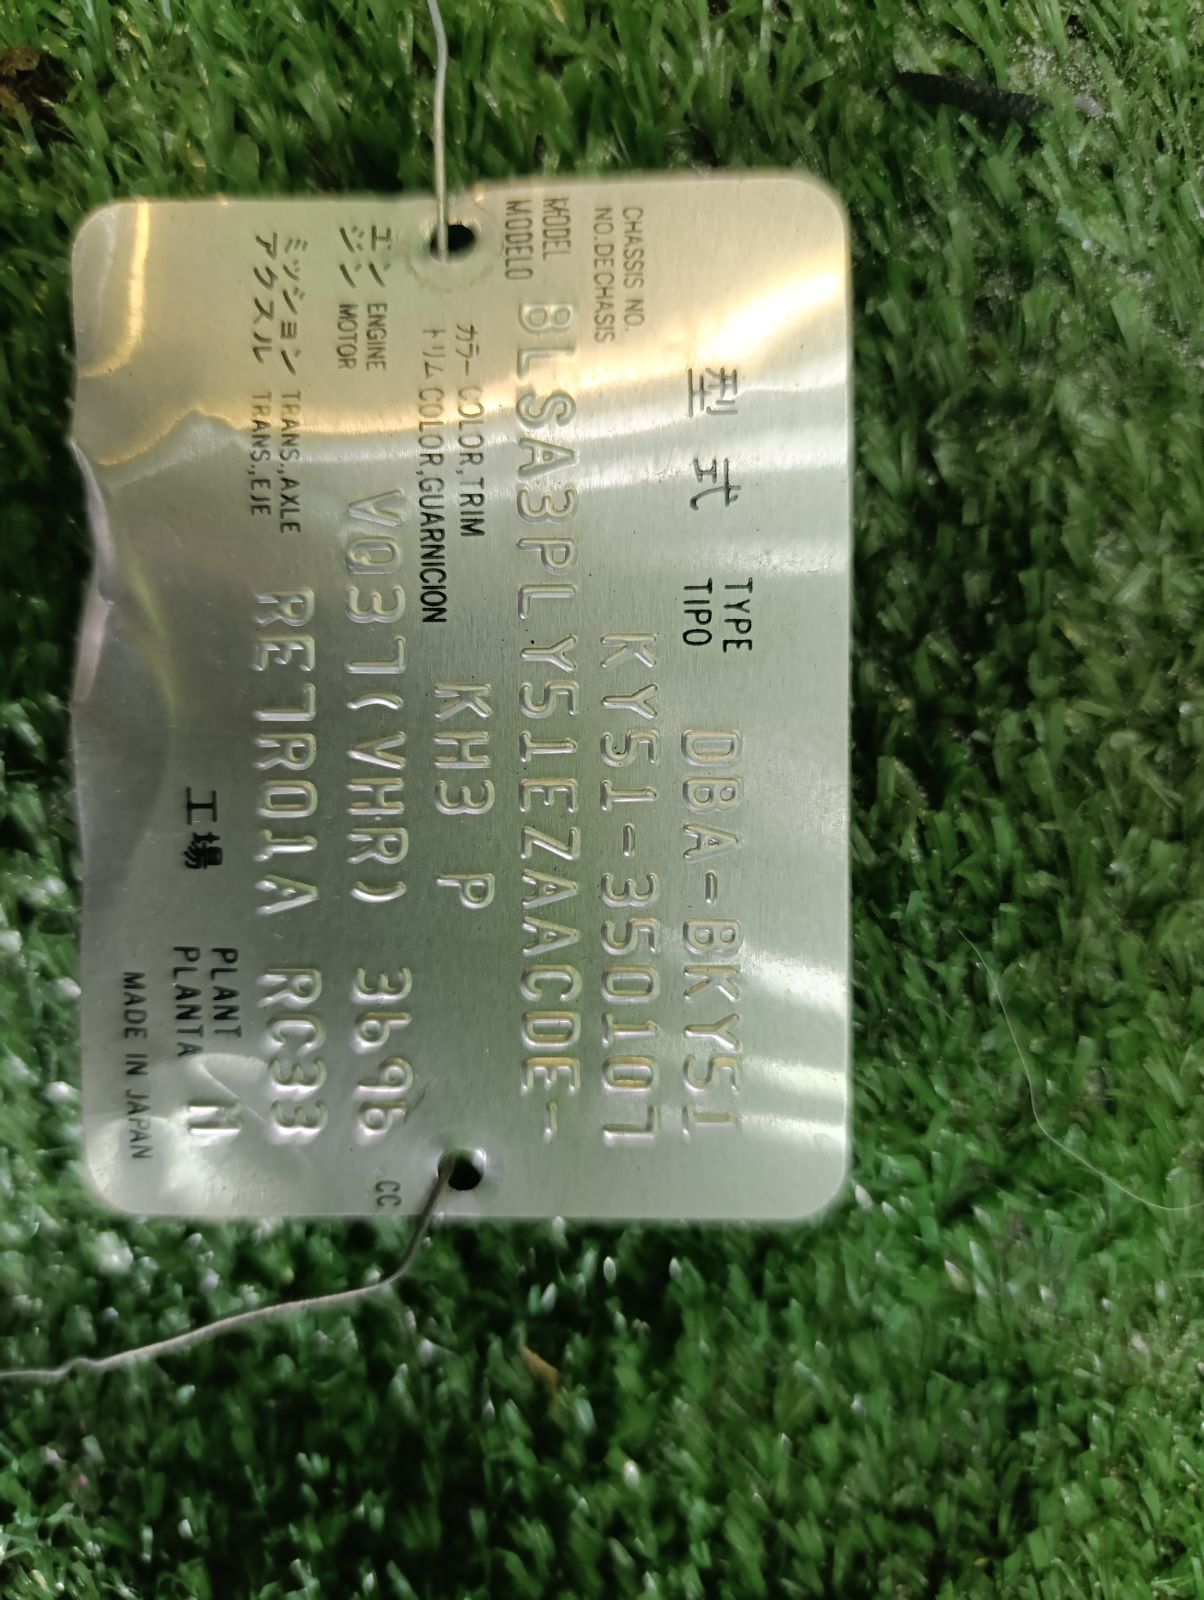 型式 TYPE DBA-BKY51
TIPO
CHASSIS NO. KY51-350107
NO.DE CHASIS
MODEL BLSA3PLY51EZAACDE-
MODELO
カラー COLOR,TRIM KH3 P
トリム COLOR,GUARNICION
エン ENGINE VQ37(VHR) 3696 CC
ジン MOTOR
ミッション TRANS.,AXLE RE7R01A RC33
アクスル TRANS.,EJE
工場 PLANT N
PLANTA
MADE IN JAPAN